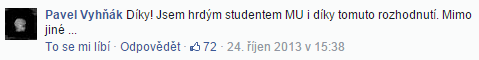 Pavel Vyhňák Díky! Jsem hrdým studentem MU i díky tomuto rozhodnutí. Mimo
jiné ...
To se mi líbí · Odpovědět · 72 · 24. říjen 2013 v 15:38